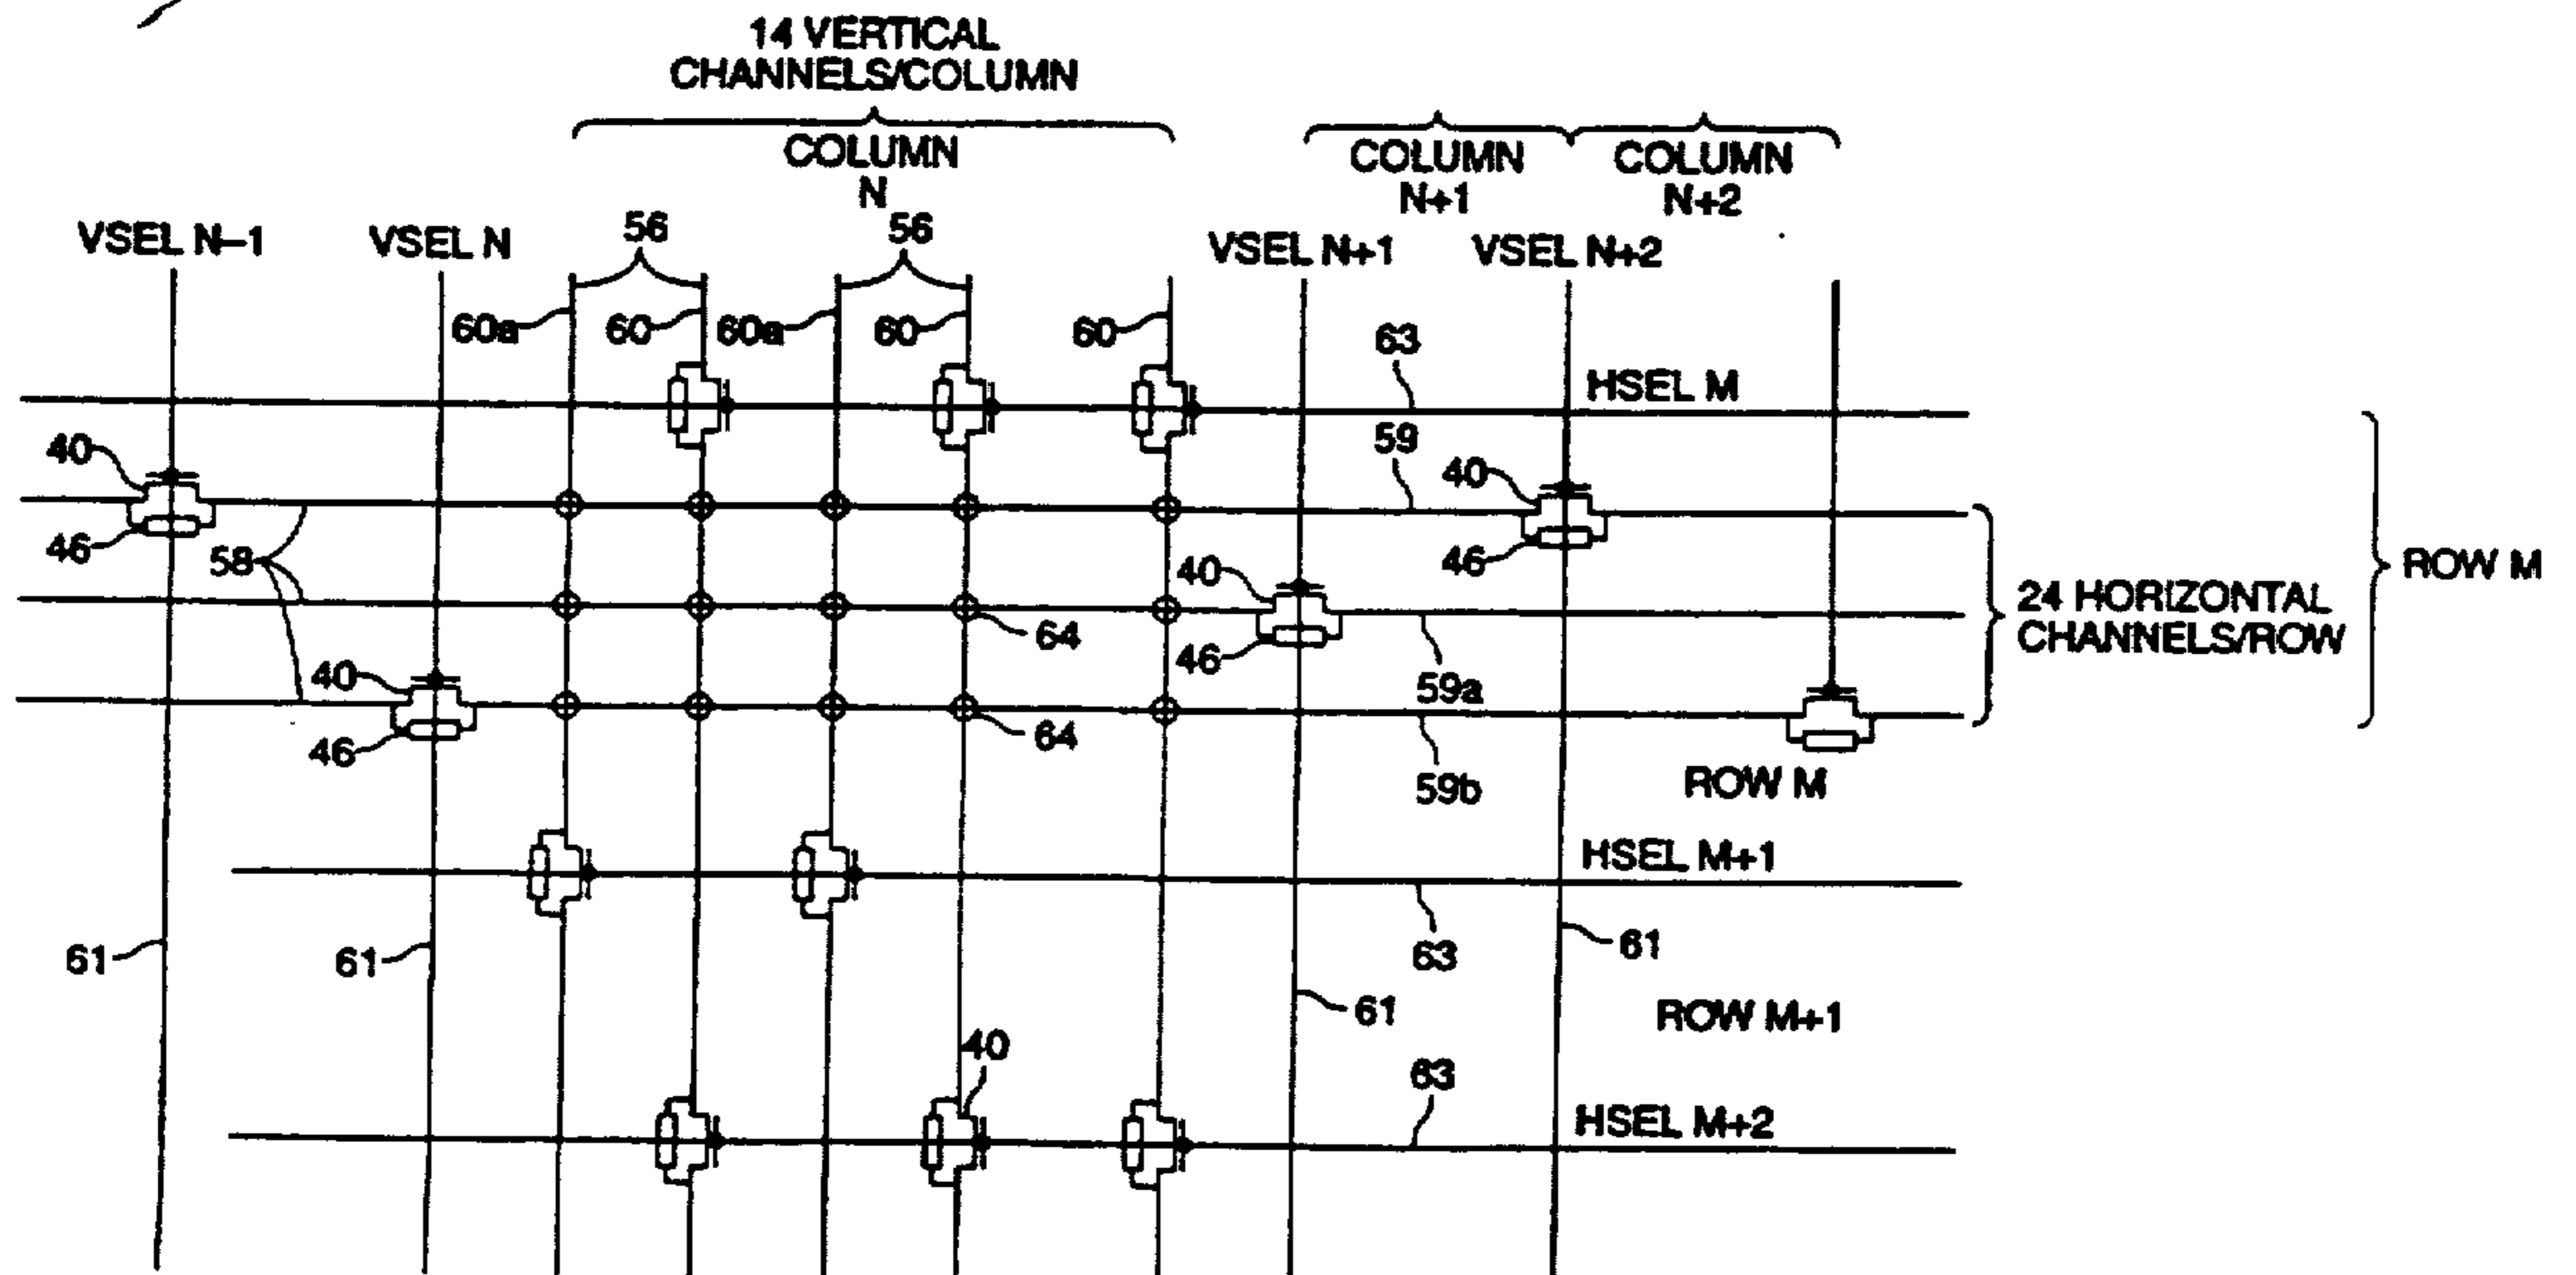 14 VERTICAL
CHANNELS/COLUMN
COLUMN
N
COLUMN
N+1
COLUMN
N+2
VSEL N-1
VSEL N
56
56
VSEL N+1
VSEL N+2
60a
60
60a
60
60
63
HSEL M
40
59
40
46
58
40
46
ROW M
24 HORIZONTAL
CHANNELS/ROW
64
46
40
59a
46
64
59b
ROW M
HSEL M+1
61
61
63
61
61
ROW M+1
40
63
HSEL M+2